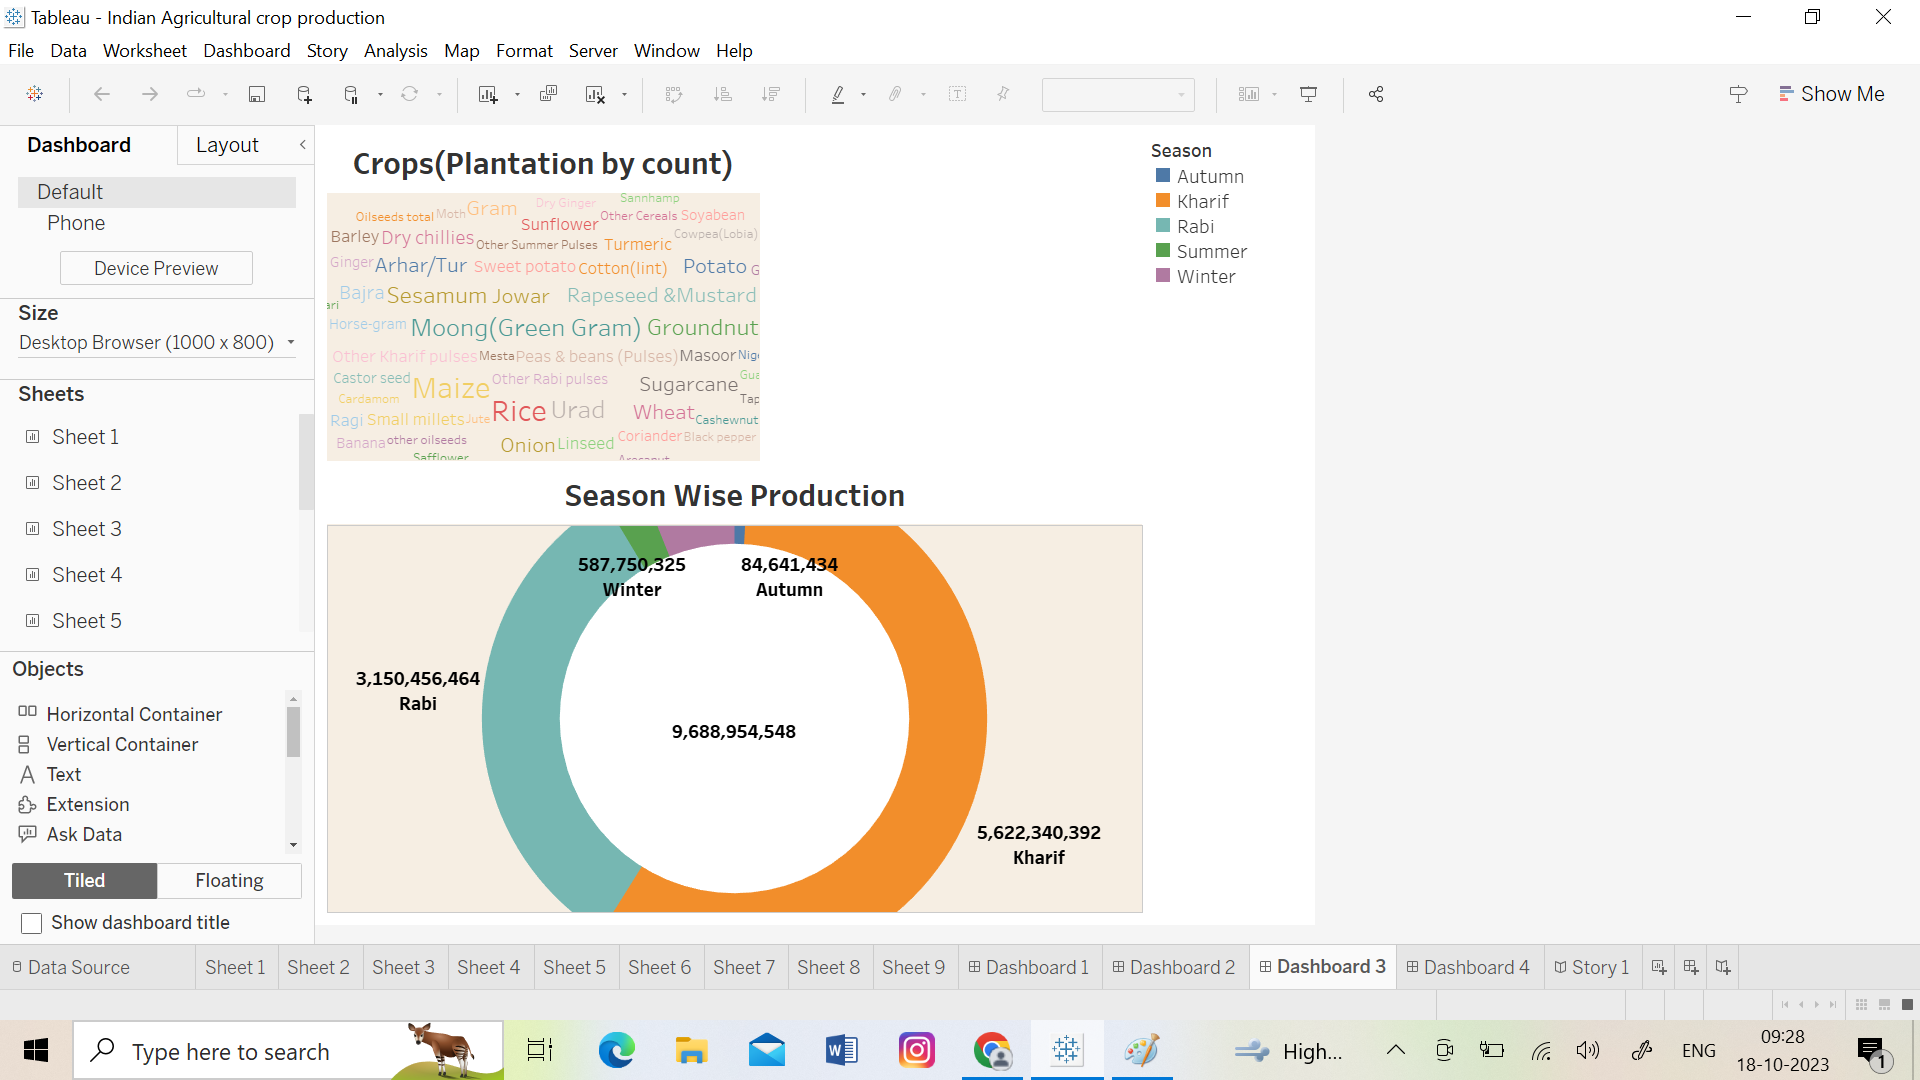 Tableau - Indian Agricultural crop production
File Data Worksheet Dashboard Story Analysis Map Format Server Window Help
Show Me
Dashboard Layout
Default
Phone
Device Preview
Size
Desktop Browser (1000 x 800)
Sheets
Sheet 1
Sheet 2
Sheet 3
Sheet 4
Sheet 5
Objects
Horizontal Container
Vertical Container
Text
Extension
Ask Data
Tiled Floating
Show dashboard title
Crops(Plantation by count)
Sannhamp
Oilseeds total Moth Gram Dry Ginger
Sunflower Other Cereals Soyabean
Barley Dry chillies Other Summer Pulses Turmeric Cowpea(Lobia)
Ginger Arhar/Tur Sweet potato Cotton(lint) Potato G
Bajra Sesamum Jowar Rapeseed &Mustard
ari
Horse-gram Moong(Green Gram) Groundnut
Other Kharif pulses Mesta Peas & beans (Pulses) Masoor Nige
Castor seed Maize Other Rabi pulses Sugarcane Gua
Cardamom Tap
Ragi Small millets Jute Rice Urad Wheat Cashewnut
Banana other oilseeds Onion Linseed Coriander Black pepper
Safflower Arecanut
Season
Autumn
Kharif
Rabi
Summer
Winter
Season Wise Production
587,750,325
Winter
84,641,434
Autumn
3,150,456,464
Rabi
9,688,954,548
5,622,340,392
Kharif
Data Source Sheet 1 Sheet 2 Sheet 3 Sheet 4 Sheet 5 Sheet 6 Sheet 7 Sheet 8 Sheet 9 Dashboard 1 Dashboard 2 Dashboard 3 Dashboard 4 Story 1
Type here to search
High...
ENG
09:28
18-10-2023
1